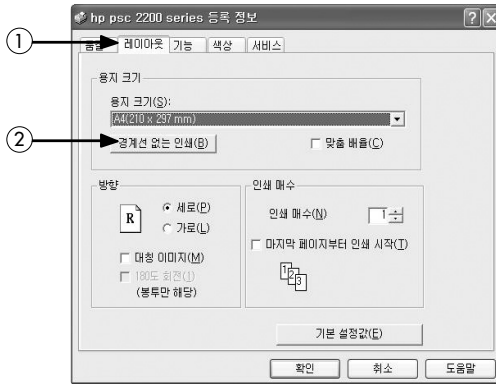 hp psc 2200 series 등록 정보
① 레이아웃 기능 색상 서비스
용지 크기
용지 크기(S):
A4(210 x 297 mm)
② 경계선 없는 인쇄(B) 맞춤 배율(C)
방향 인쇄 매수
R 세로(P) 인쇄 매수(N) 1
가로(L)
마지막 페이지부터 인쇄 시작(T)
대칭 이미지(M)
180도 회전(I) 1 2 3
(봉투만 해당)
기본 설정값(E)
확인 취소 도움말